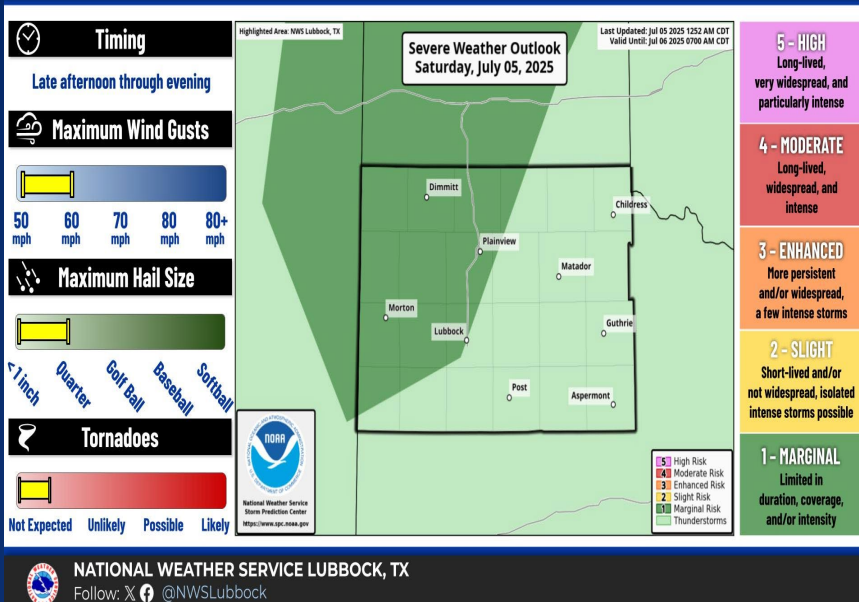 Timing
Late afternoon through evening
Maximum Wind Gusts
50 mph
60 mph
70 mph
80 mph
80+ mph
Maximum Hail Size
<1 inch
Quarter
Golf Ball
Baseball
Softball
Tornadoes
Not Expected
Unlikely
Possible
Likely
Highlighted Area: NWS Lubbock, TX
Severe Weather Outlook
Saturday, July 05, 2025
Last Updated: Jul 05 2025 1252 AM CDT
Valid Until: Jul 06 2025 0700 AM CDT
Dimmitt
Childress
Plainview
Matador
Morton
Lubbock
Guthrie
Post
Aspermont
NOAA
National Weather Service
Storm Prediction Center
https://www.spc.noaa.gov
5 High Risk
4 Moderate Risk
3 Enhanced Risk
2 Slight Risk
1 Marginal Risk
Thunderstorms
5 - HIGH
Long-lived,
very widespread, and
particularly intense
4 - MODERATE
Long-lived,
widespread, and
intense
3 - ENHANCED
More persistent
and/or widespread,
a few intense storms
2 - SLIGHT
Short-lived and/or
not widespread, isolated
intense storms possible
1 - MARGINAL
Limited in
duration, coverage,
and/or intensity
NATIONAL WEATHER SERVICE LUBBOCK, TX
Follow: @NWSLubbock